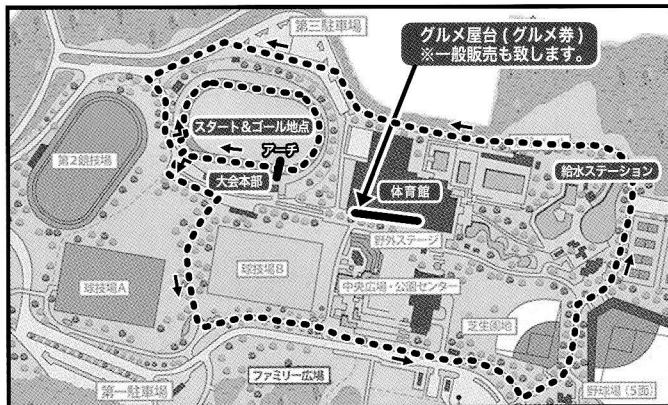 第三駐車場
グルメ屋台(グルメ券)
※一般販売も致します。
スタート&ゴール地点
アーチ
第2競技場
大会本部
体育館
給水ステーション
野外ステージ
球技場B
球技場A
中央広場・公園センター
芝生園地
第一駐車場
ファミリー広場
野球場(5面)